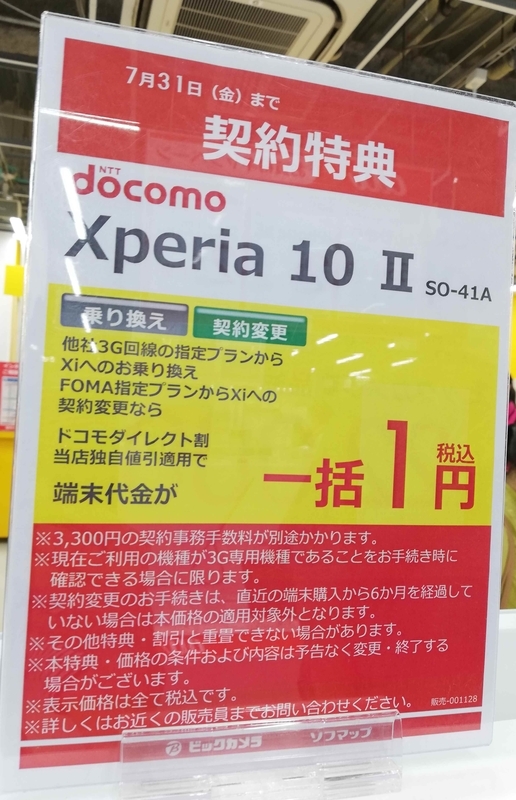 7月31日（金）まで
契約特典
NTT
docomo
Xperia 10 Ⅱ SO-41A
乗り換え 契約変更
他社3G回線の指定プランから
Xiへのお乗り換え
FOMA指定プランからXiへの
契約変更なら
ドコモダイレクト割
当店独自値引適用で
端末代金が
一括1円 税込
※3,300円の契約事務手数料が別途かかります。
※現在ご利用の機種が3G専用機種であることをお手続き時に
確認できる場合に限ります。
※契約変更のお手続きは、直近の端末購入から6か月を経過して
いない場合は本価格の適用対象外となります。
※その他特典・割引と重畳できない場合があります。
※本特典・価格の条件および内容は予告なく変更・終了する
場合がございます。
※表示価格は全て税込です。
※詳しくはお近くの販売員までお問い合わせください。
販売-001128
ビックカメラ ソフマップ